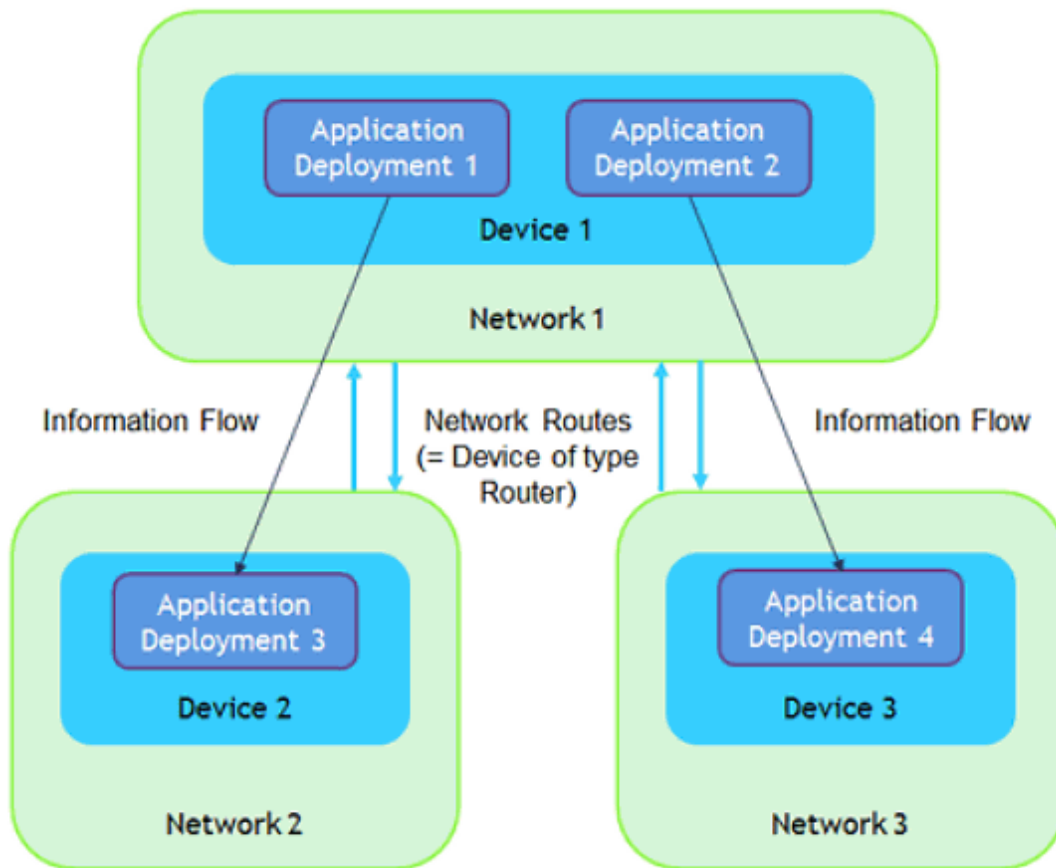 Application
Deployment 1
Application
Deployment 2
Device 1
Network 1
Information Flow
Network Routes
(= Device of type
Router)
Information Flow
Application
Deployment 3
Device 2
Network 2
Application
Deployment 4
Device 3
Network 3